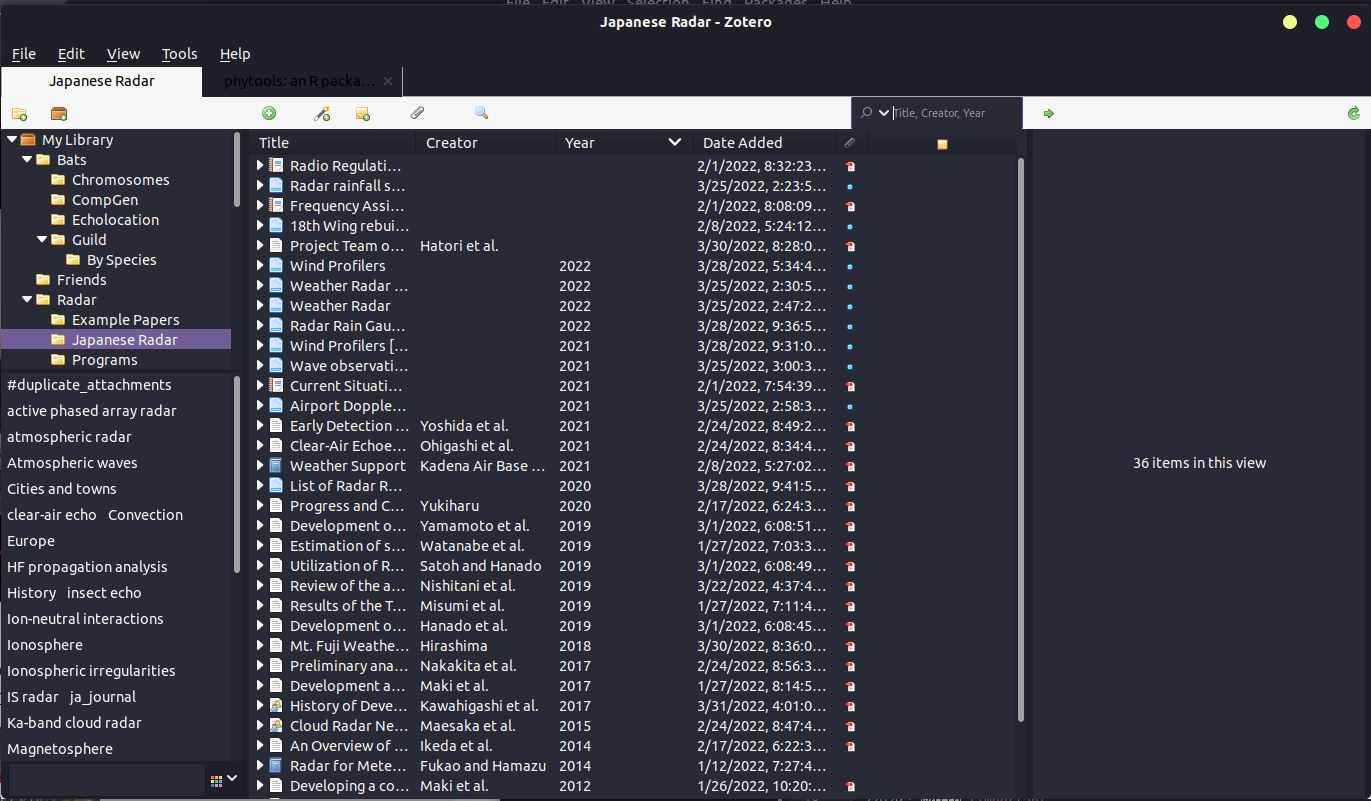 File Edit View Selection Find Packages Help
Japanese Radar - Zotero
File Edit View Tools Help
Japanese Radar phytools: an R packa...
Title, Creator, Year
My Library
Bats
Chromosomes
CompGen
Echolocation
Guild
By Species
Friends
Radar
Example Papers
Japanese Radar
Programs
#duplicate_attachments
active phased array radar
atmospheric radar
Atmospheric waves
Cities and towns
clear-air echo Convection
Europe
HF propagation analysis
History insect echo
Ion-neutral interactions
Ionosphere
Ionospheric irregularities
IS radar ja_journal
Ka-band cloud radar
Magnetosphere
Title Creator Year Date Added
Radio Regulati... 2/1/2022, 8:32:23...
Radar rainfall s... 3/25/2022, 2:23:5...
Frequency Assi... 2/1/2022, 8:08:09...
18th Wing rebui... 2/8/2022, 5:24:12...
Project Team o... Hatori et al. 3/30/2022, 8:28:0...
Wind Profilers 2022 3/28/2022, 5:34:4...
Weather Radar ... 2022 3/25/2022, 2:30:5...
Weather Radar 2022 3/25/2022, 2:47:2...
Radar Rain Gau... 2022 3/28/2022, 9:36:5...
Wind Profilers [... 2021 3/28/2022, 9:31:0...
Wave observati... 2021 3/25/2022, 3:00:3...
Current Situati... 2021 2/1/2022, 7:54:39...
Airport Dopple... 2021 3/25/2022, 2:58:3...
Early Detection ... Yoshida et al. 2021 2/24/2022, 8:49:2...
Clear-Air Echoe... Ohigashi et al. 2021 2/24/2022, 8:34:4...
Weather Support Kadena Air Base ... 2021 2/8/2022, 5:27:02...
List of Radar R... 2020 3/28/2022, 9:41:5...
Progress and C... Yukiharu 2020 2/17/2022, 6:24:3...
Development o... Yamamoto et al. 2019 3/1/2022, 6:08:51...
Estimation of s... Watanabe et al. 2019 1/27/2022, 7:03:3...
Utilization of R... Satoh and Hanado 2019 3/1/2022, 6:08:49...
Review of the a... Nishitani et al. 2019 3/22/2022, 4:37:4...
Results of the T... Misumi et al. 2019 1/27/2022, 7:11:4...
Development o... Hanado et al. 2019 3/1/2022, 6:08:45...
Mt. Fuji Weathe... Hirashima 2018 3/30/2022, 8:36:0...
Preliminary ana... Nakakita et al. 2017 2/24/2022, 8:56:3...
Development a... Maki et al. 2017 1/27/2022, 8:14:5...
History of Deve... Kawahigashi et al. 2017 3/31/2022, 4:01:0...
Cloud Radar Ne... Maesaka et al. 2015 2/24/2022, 8:47:4...
An Overview of ... Ikeda et al. 2014 2/17/2022, 6:22:3...
Radar for Mete... Fukao and Hamazu 2014 1/12/2022, 7:27:4...
Developing a co... Maki et al. 2012 1/26/2022, 10:20:...
36 items in this view